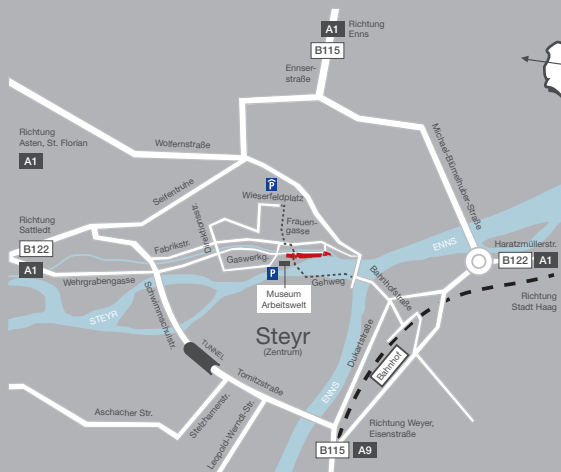 A1
Richtung
Enns
B115
Ennser-
straße
Richtung
Asten, St. Florian
A1
Wolfernstraße
Michael-Blümelhuber-Straße
Seifentruhe
P
Wieserfeldplatz
Direktionsstr.
Frauen-
gasse
Richtung
Sattledt
B122
A1
Fabrikstr.
Gaswerkg.
ENNS
Haratzmüllerstr.
B122
A1
Wehrgrabengasse
P
Gehweg
Bahnhofstraße
Richtung
Stadt Haag
Museum
Arbeitswelt
STEYR
Schwimmschulstr.
Steyr
(Zentrum)
TUNNEL
Dukartstraße
Bahnhof
Tomitzstraße
ENNS
Aschacher Str.
Stelzhamerstr.
Leopold-Werndl-Str.
Richtung Weyer,
Eisenstraße
B115
A9